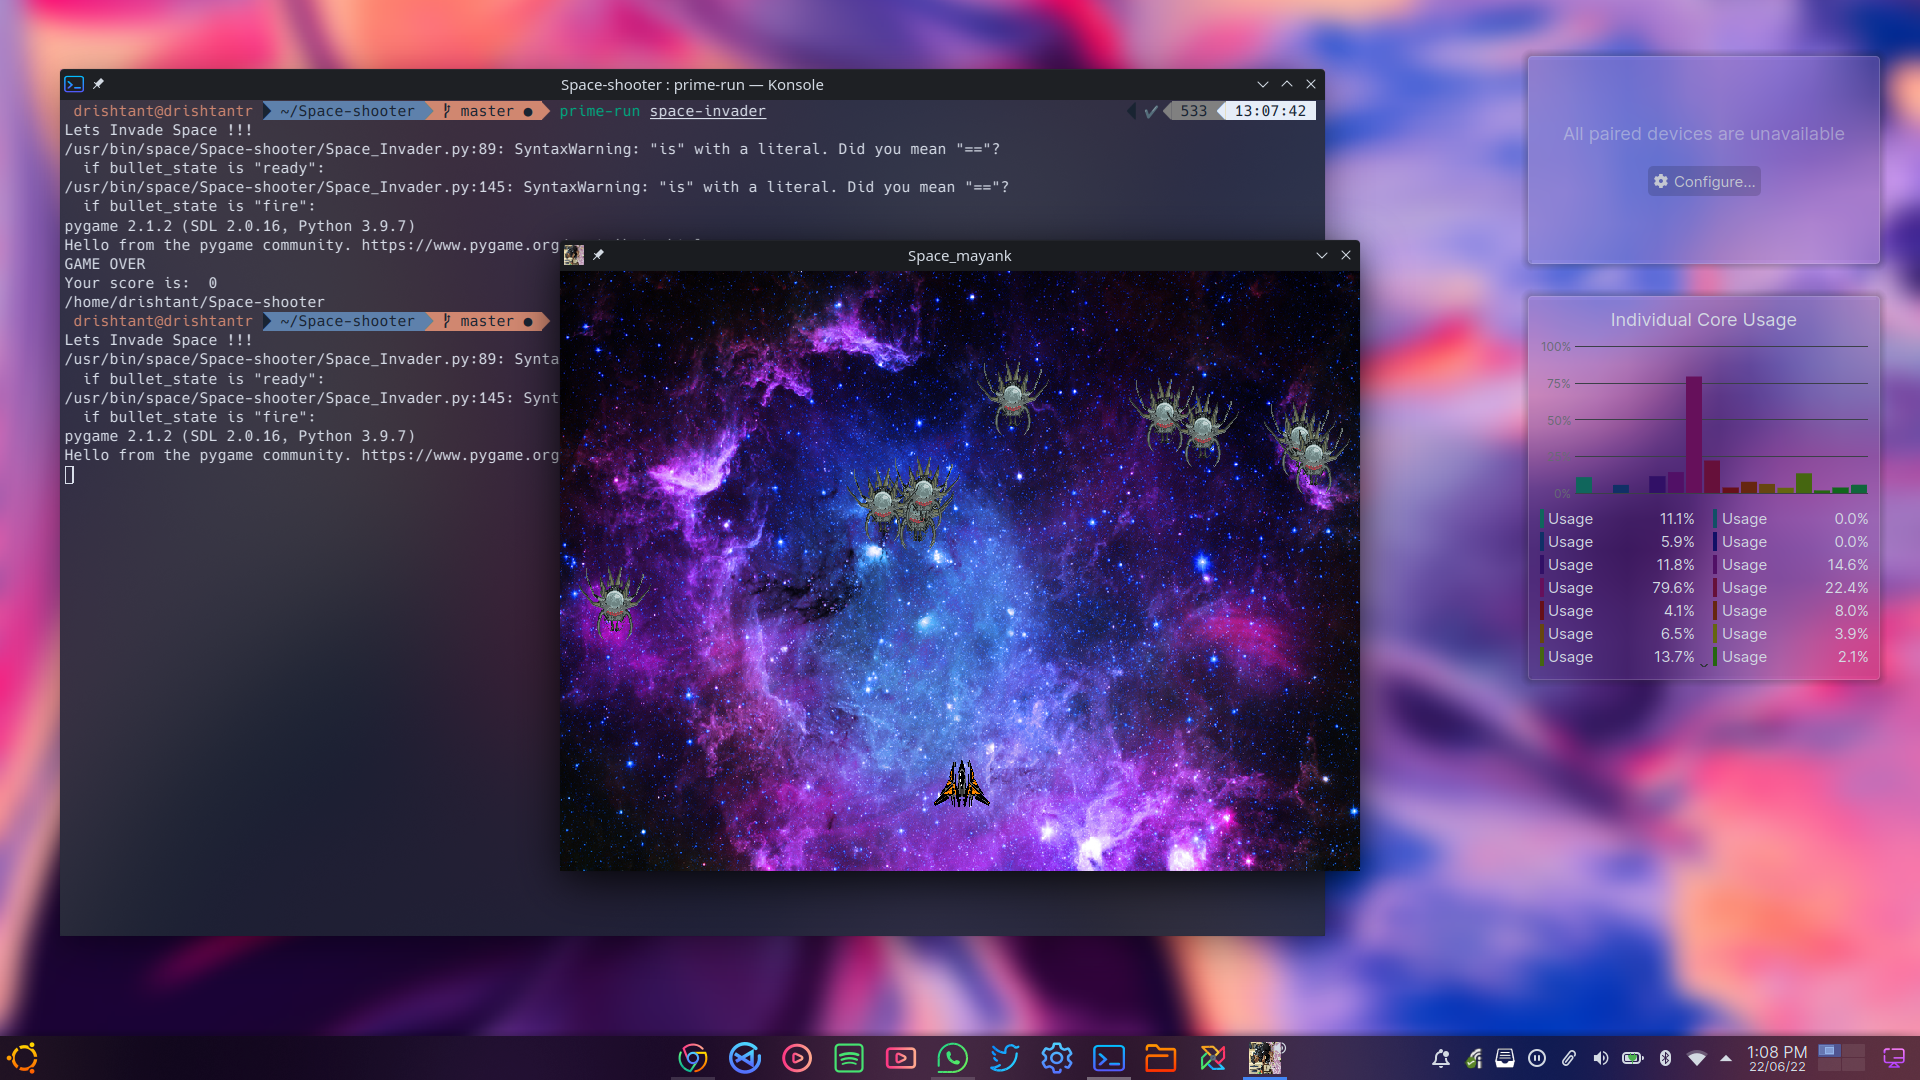 Space-shooter : prime-run — Konsole
drishtant@drishtantr ~/Space-shooter master ● prime-run space-invader ✓ 533 13:07:42
Lets Invade Space !!!
/usr/bin/space/Space-shooter/Space_Invader.py:89: SyntaxWarning: "is" with a literal. Did you mean "=="?
if bullet_state is "ready":
/usr/bin/space/Space-shooter/Space_Invader.py:145: SyntaxWarning: "is" with a literal. Did you mean "=="?
if bullet_state is "fire":
pygame 2.1.2 (SDL 2.0.16, Python 3.9.7)
Hello from the pygame community. https://www.pygame.org
GAME OVER
Your score is:  0
/home/drishtant/Space-shooter
drishtant@drishtantr ~/Space-shooter master ●
Lets Invade Space !!!
/usr/bin/space/Space-shooter/Space_Invader.py:89: Synta
if bullet_state is "ready":
/usr/bin/space/Space-shooter/Space_Invader.py:145: Synt
if bullet_state is "fire":
pygame 2.1.2 (SDL 2.0.16, Python 3.9.7)
Hello from the pygame community. https://www.pygame.org
Space_mayank
All paired devices are unavailable
Configure...
Individual Core Usage
100%
75%
50%
0%
Usage 11.1% Usage 0.0%
Usage 5.9% Usage 0.0%
Usage 11.8% Usage 14.6%
Usage 79.6% Usage 22.4%
Usage 4.1% Usage 8.0%
Usage 6.5% Usage 3.9%
Usage 13.7% Usage 2.1%
1:08 PM
22/06/22